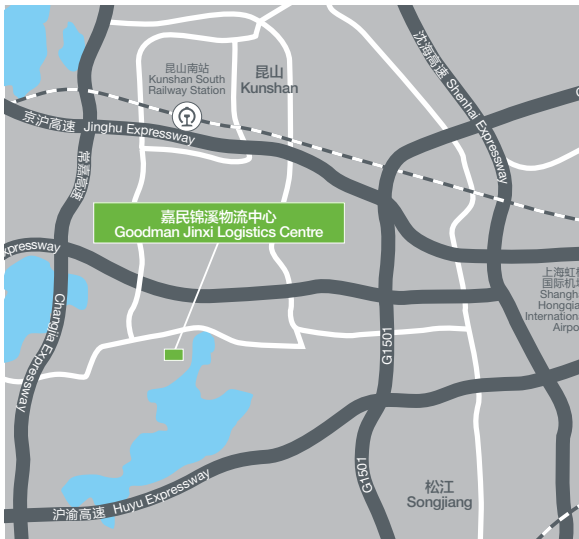 昆山南站
Kunshan South
Railway Station
昆山
Kunshan
沈海高速 Shenhai Expressway
京沪高速 Jinghu Expressway
常嘉高速
嘉民锦溪物流中心
Goodman Jinxi Logistics Centre
xpressway
上海虹
国际机
Shangh
Hongqia
Internation
Airpo
Changjia Expressway
G1501
G1501
松江
Songjiang
沪渝高速 Huyu Expressway